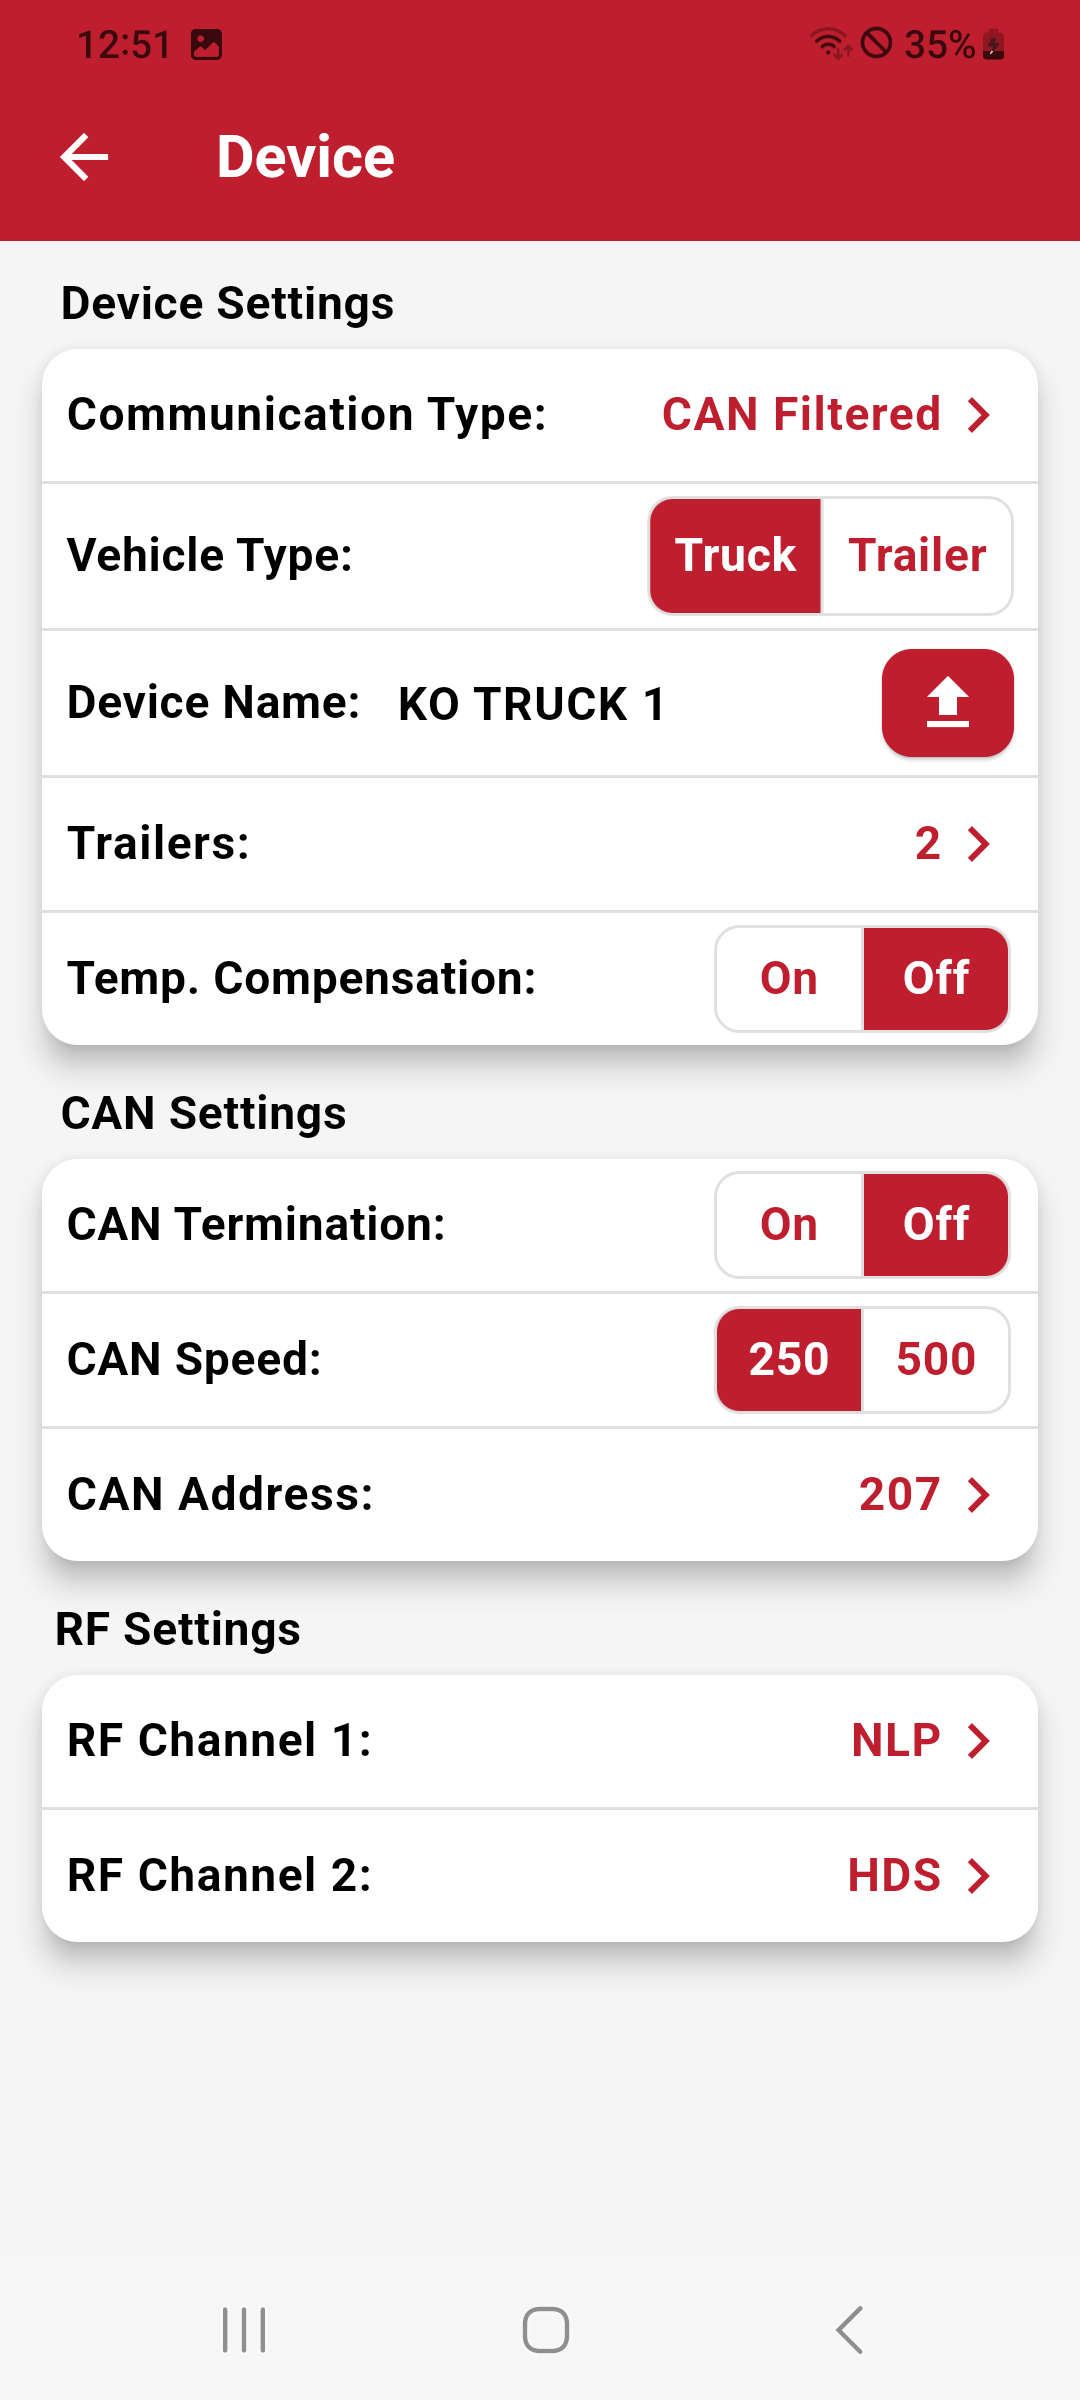 12:51 35%
Device
Device Settings
Communication Type: CAN Filtered
Vehicle Type: Truck Trailer
Device Name: KO TRUCK 1
Trailers: 2
Temp. Compensation: On Off
CAN Settings
CAN Termination: On Off
CAN Speed: 250 500
CAN Address: 207
RF Settings
RF Channel 1: NLP
RF Channel 2: HDS